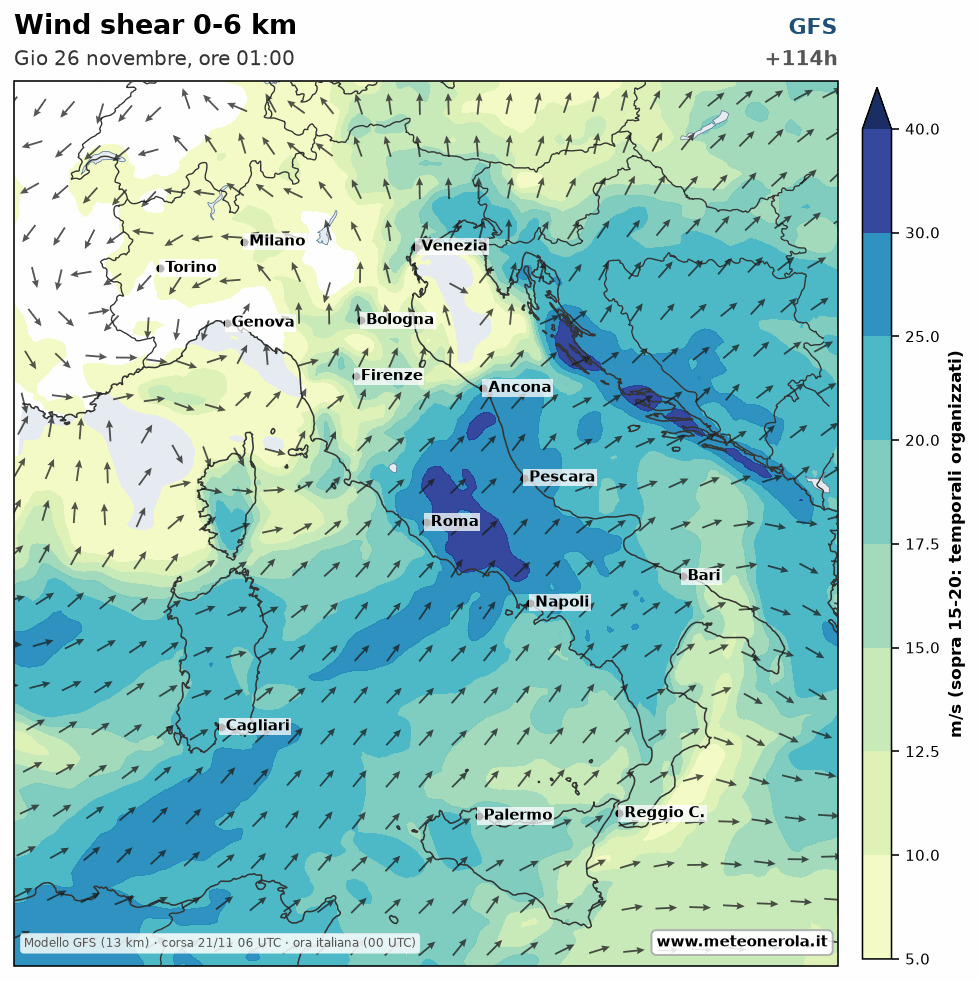 Wind shear 0-6 km
GFS
Gio 26 novembre, ore 01:00
+114h
40.0
30.0
25.0
20.0
17.5
15.0
12.5
10.0
5.0
m/s (sopra 15-20: temporali organizzati)
Venezia
Milano
Torino
Bologna
Genova
Firenze
Ancona
Pescara
Roma
Bari
Napoli
Cagliari
Palermo
Reggio C.
Modello GFS (13 km) · corsa 21/11 06 UTC · ora italiana (00 UTC)
www.meteonerola.it